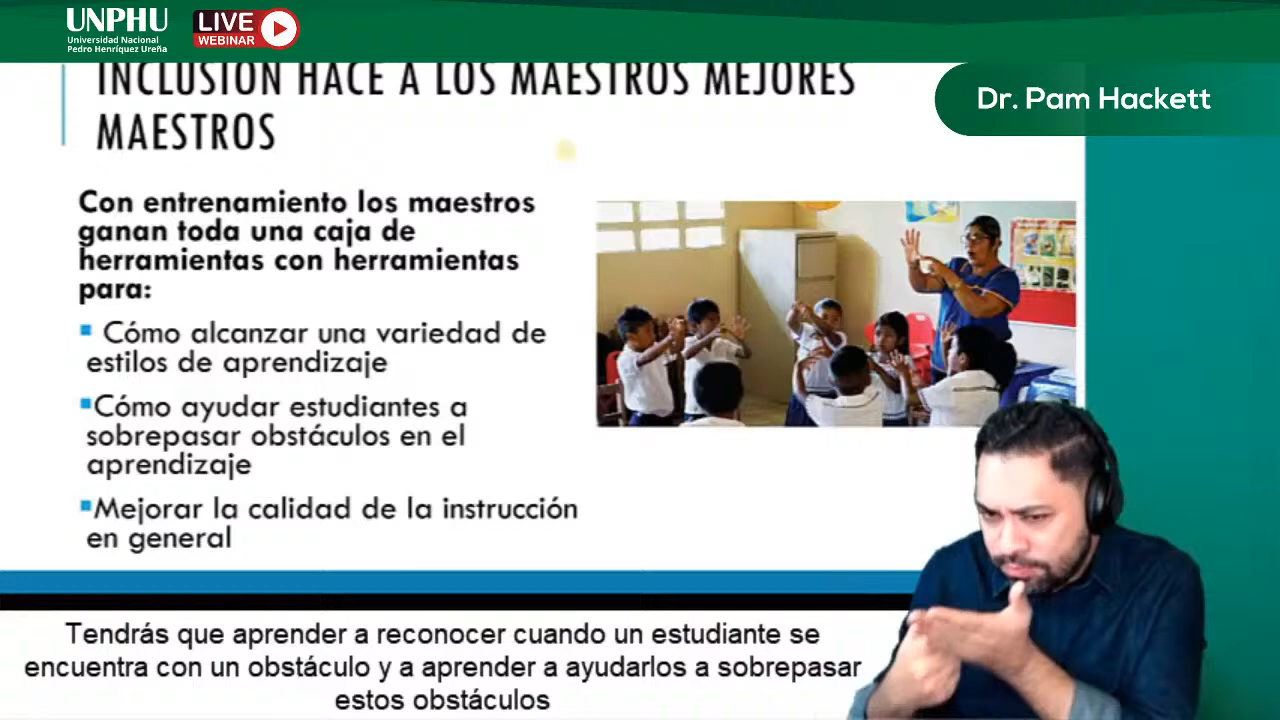 UNPHU
Universidad Nacional
Pedro Henríquez Ureña
LIVE
WEBINAR
INCLUSIÓN HACE A LOS MAESTROS MEJORES
MAESTROS
Dr. Pam Hackett
Con entrenamiento los maestros
ganan toda una caja de
herramientas con herramientas
para:
Cómo alcanzar una variedad de
estilos de aprendizaje
Cómo ayudar estudiantes a
sobrepasar obstáculos en el
aprendizaje
Mejorar la calidad de la instrucción
en general
Tendrás que aprender a reconocer cuando un estudiante se
encuentra con un obstáculo y a aprender a ayudarlos a sobrepasar
estos obstáculos